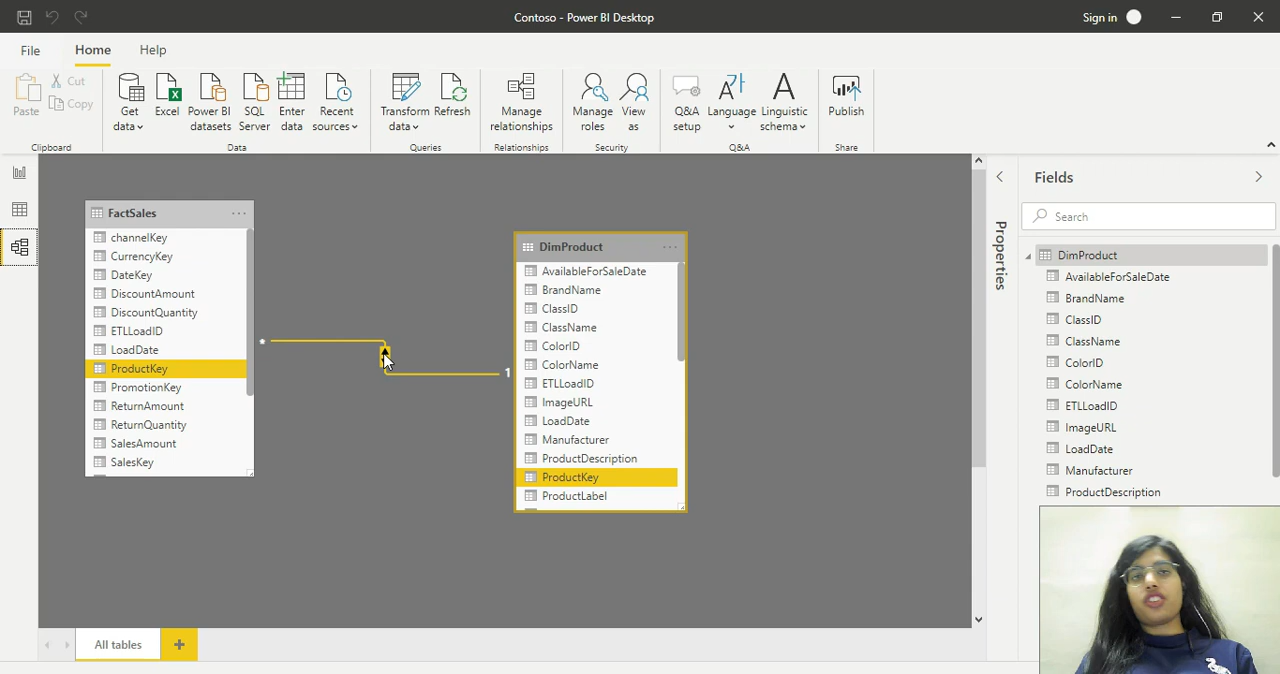 Contoso - Power BI Desktop
Sign in
File
Home
Help
Paste
Cut
Copy
Clipboard
Get
data
Excel
Power BI
datasets
SQL
Server
Enter
data
Recent
sources
Data
Transform
data
Refresh
Queries
Manage
relationships
Relationships
Manage
roles
View
as
Security
Q&A
setup
Language
Linguistic
schema
Q&A
Publish
Share
FactSales
channelKey
CurrencyKey
DateKey
DiscountAmount
DiscountQuantity
ETLLoadID
LoadDate
ProductKey
PromotionKey
ReturnAmount
ReturnQuantity
SalesAmount
SalesKey
*
1
DimProduct
AvailableForSaleDate
BrandName
ClassID
ClassName
ColorID
ColorName
ETLLoadID
ImageURL
LoadDate
Manufacturer
ProductDescription
ProductKey
ProductLabel
Properties
Fields
Search
DimProduct
AvailableForSaleDate
BrandName
ClassID
ClassName
ColorID
ColorName
ETLLoadID
ImageURL
LoadDate
Manufacturer
ProductDescription
All tables